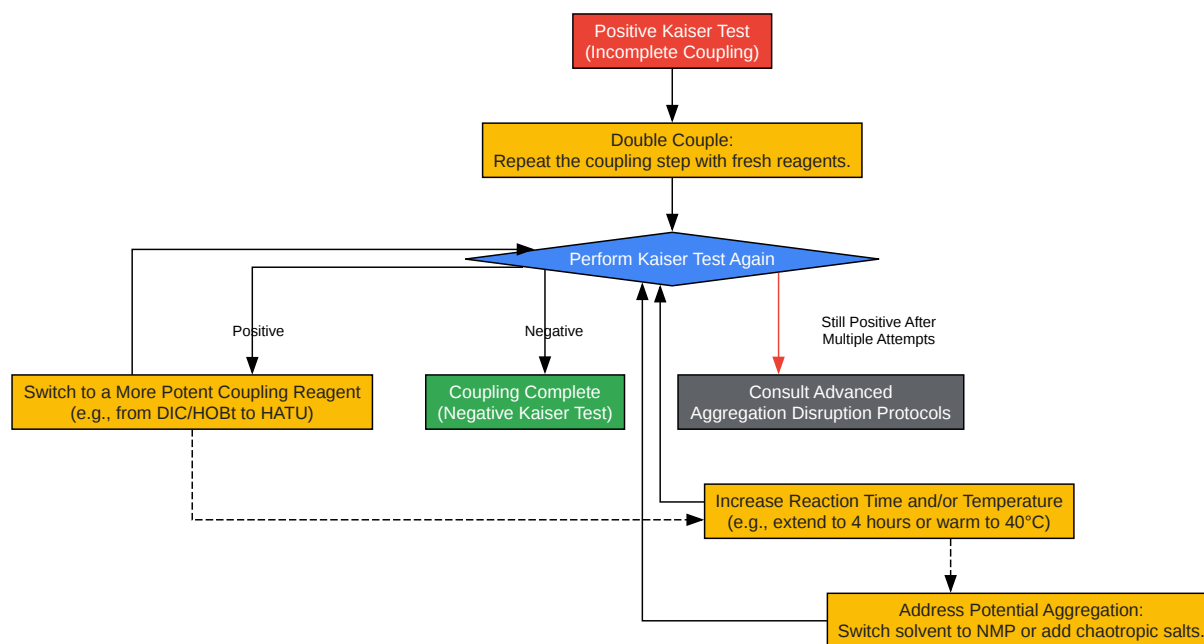 Positive Kaiser Test
(Incomplete Coupling)
Double Couple:
Repeat the coupling step with fresh reagents.
Perform Kaiser Test Again
Positive
Negative
Still Positive After
Multiple Attempts
Switch to a More Potent Coupling Reagent
(e.g., from DIC/HOBt to HATU)
Coupling Complete
(Negative Kaiser Test)
Consult Advanced
Aggregation Disruption Protocols
Increase Reaction Time and/or Temperature
(e.g., extend to 4 hours or warm to 40°C)
Address Potential Aggregation:
Switch solvent to NMP or add chaotropic salts.